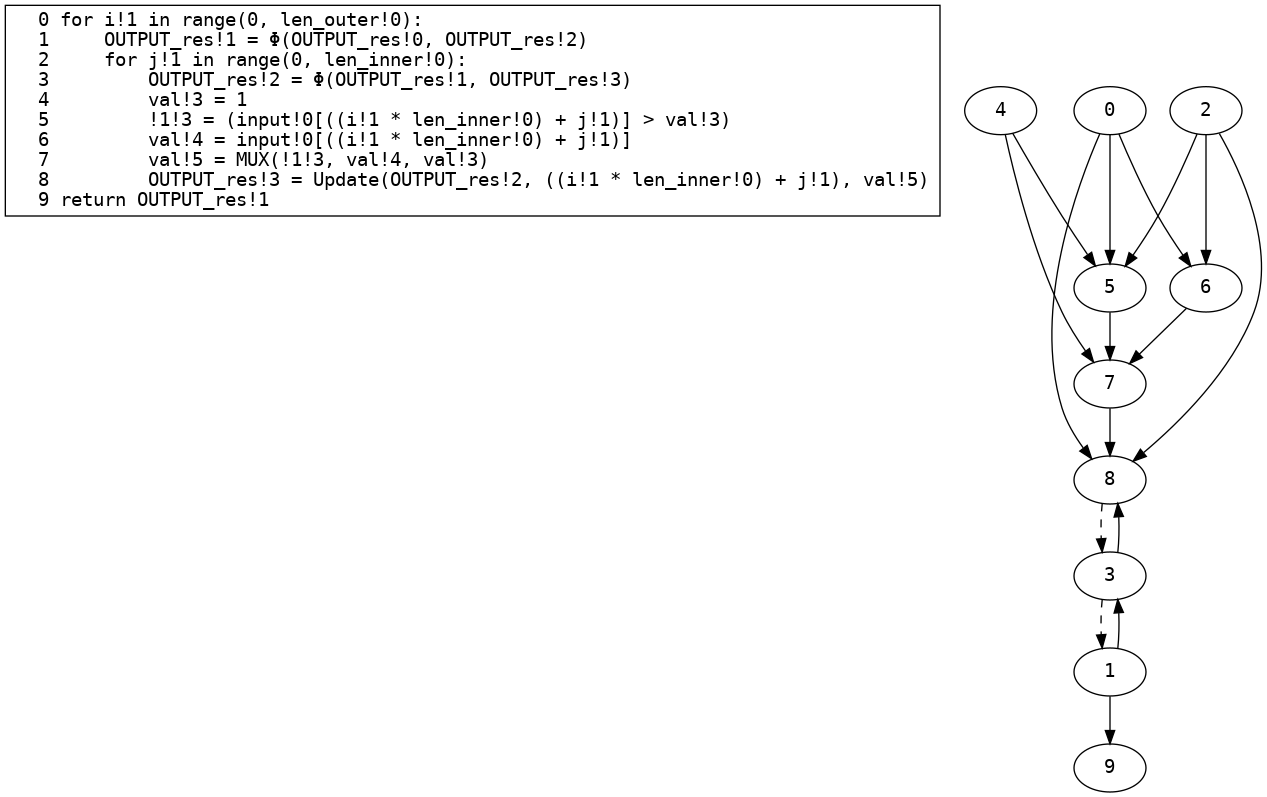 0 for i!1 in range(0, len_outer!0):
1     OUTPUT_res!1 = Φ(OUTPUT_res!0, OUTPUT_res!2)
2     for j!1 in range(0, len_inner!0):
3         OUTPUT_res!2 = Φ(OUTPUT_res!1, OUTPUT_res!3)
4         val!3 = 1
5         !1!3 = (input!0[((i!1 * len_inner!0) + j!1)] > val!3)
6         val!4 = input!0[((i!1 * len_inner!0) + j!1)]
7         val!5 = MUX(!1!3, val!4, val!3)
8         OUTPUT_res!3 = Update(OUTPUT_res!2, ((i!1 * len_inner!0) + j!1), val!5)
9 return OUTPUT_res!1
4 0 2
5 6
7
8
3
1
9